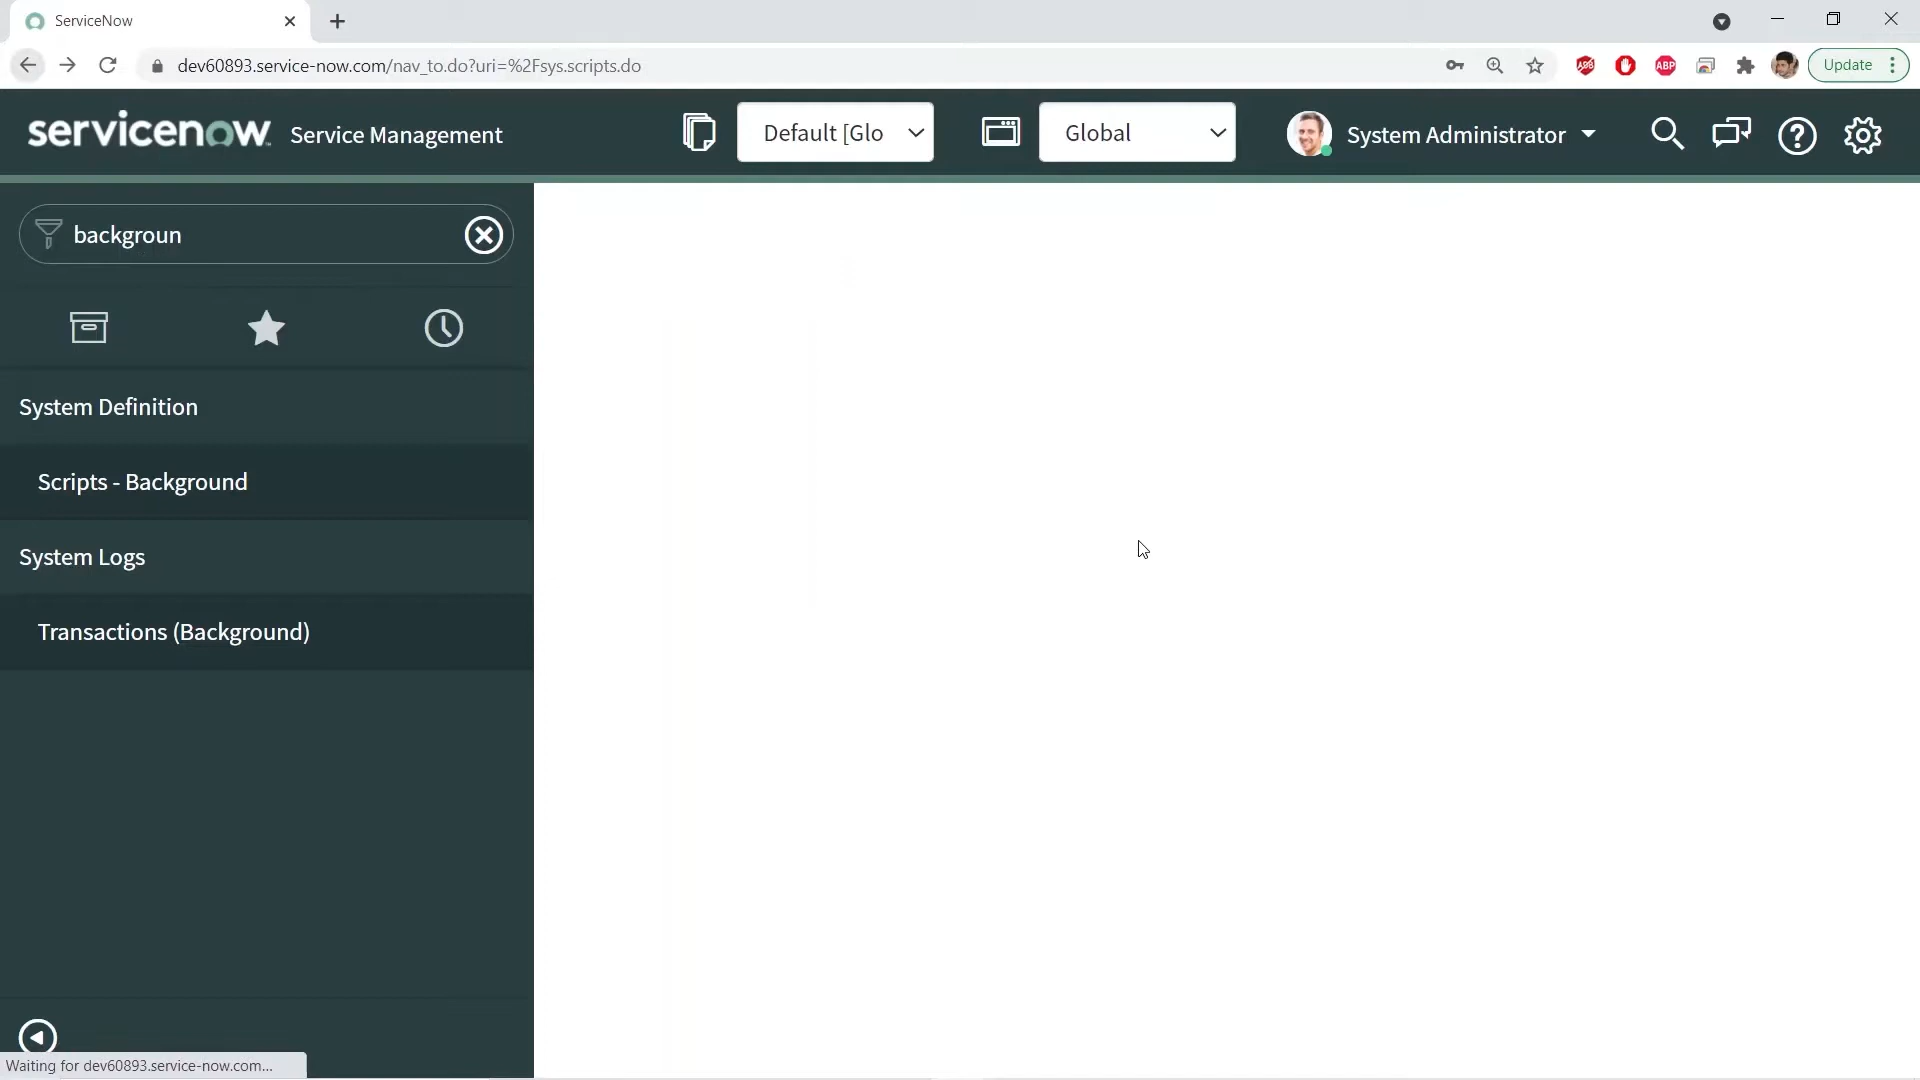 ServiceNow
dev60893.service-now.com/nav_to.do?uri=%2Fsys.scripts.do
ABP
Update
servicenow Service Management
Default [Glo
Global
System Administrator
backgroun
System Definition
Scripts - Background
System Logs
Transactions (Background)
Waiting for dev60893.service-now.com...